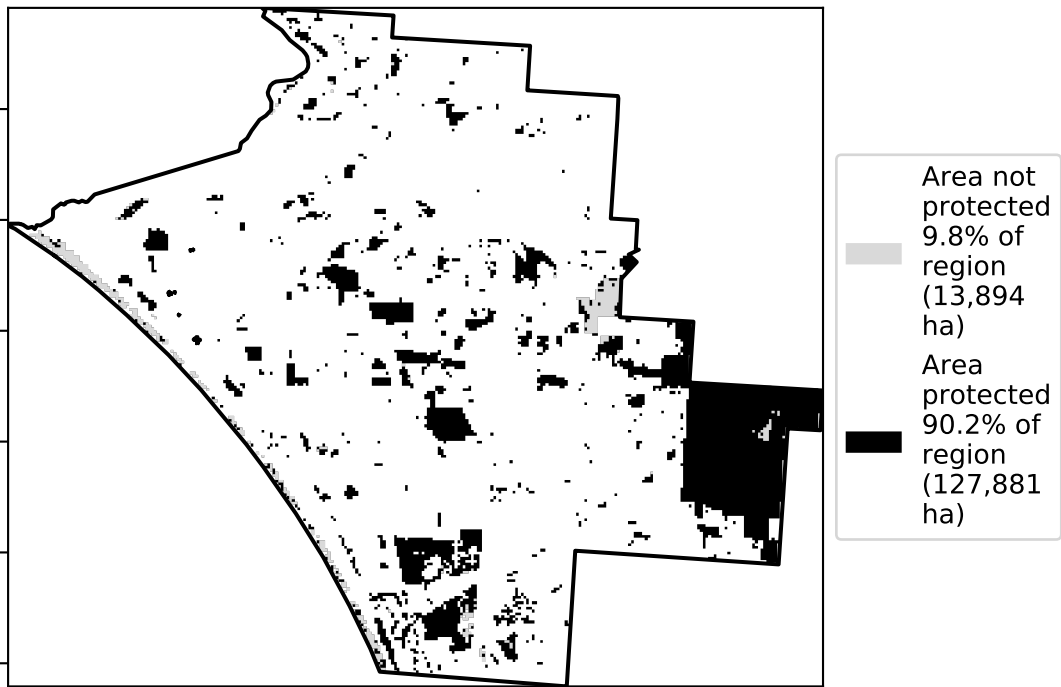 Area not
protected
9.8% of
region
(13,894
ha)
Area
protected
90.2% of
region
(127,881
ha)